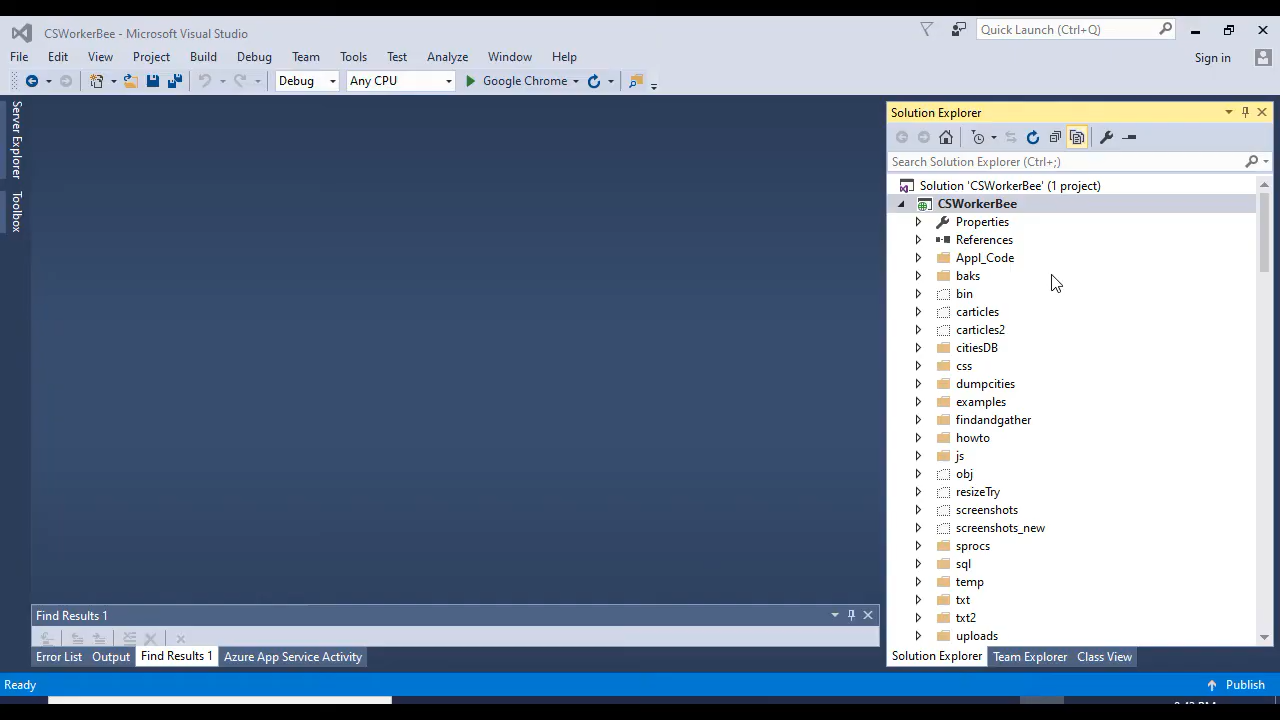 CSWorkerBee - Microsoft Visual Studio
Quick Launch (Ctrl+Q)
File Edit View Project Build Debug Team Tools Test Analyze Window Help
Sign in
Debug Any CPU Google Chrome
Server Explorer
Toolbox
Solution Explorer
Search Solution Explorer (Ctrl+;)
Solution 'CSWorkerBee' (1 project)
CSWorkerBee
Properties
References
Appl_Code
baks
bin
carticles
carticles2
citiesDB
css
dumpcities
examples
findandgather
howto
js
obj
resizeTry
screenshots
screenshots_new
sprocs
sql
temp
txt
txt2
uploads
Find Results 1
Error List Output Find Results 1 Azure App Service Activity
Solution Explorer Team Explorer Class View
Ready
Publish